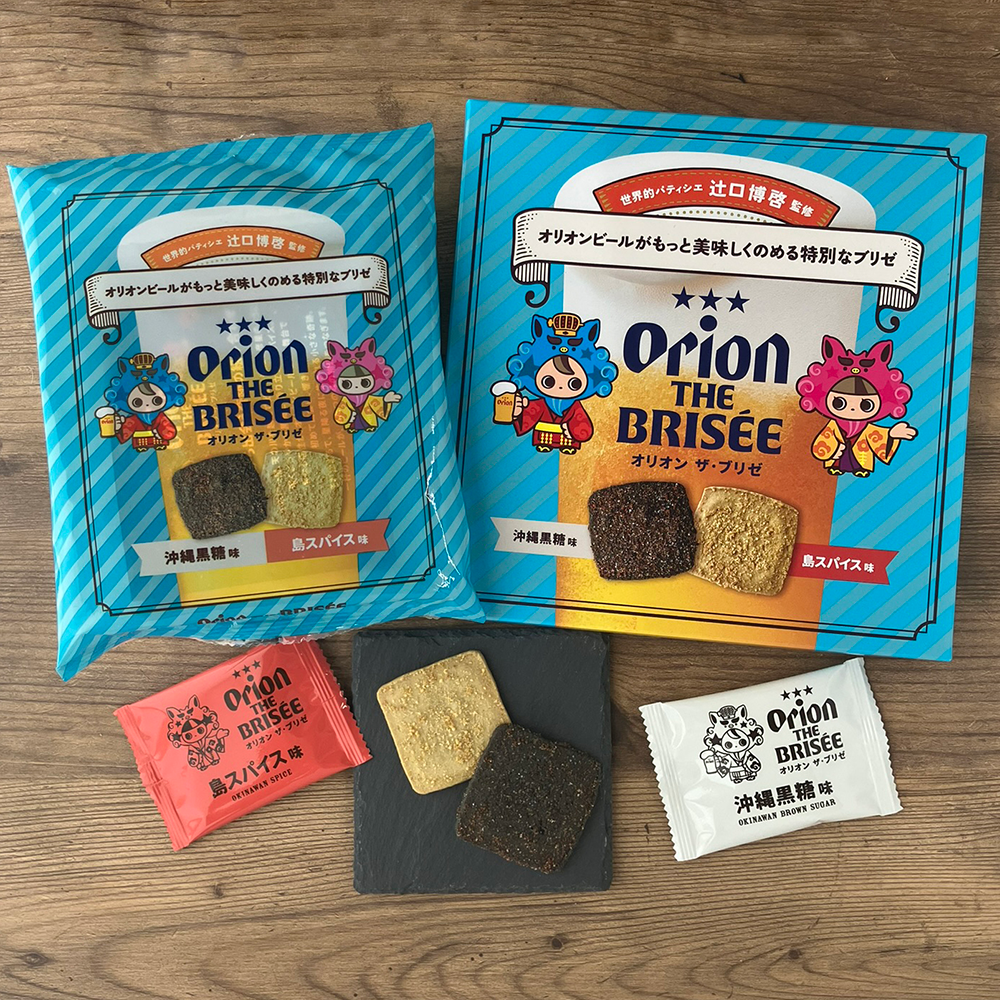 世界的パティシエ 辻口博啓 監修
オリオンビールがもっと美味しくのめる特別なブリゼ
★★★
Orion
THE
BRISÉE
オリオン ザ・ブリゼ
Orion
沖縄黒糖味
島スパイス味
世界的パティシエ 辻口博啓 監修
オリオンビールがもっと美味しくのめる特別なブリゼ
★★★
Orion
THE
BRISÉE
オリオン ザ・ブリゼ
Orion
沖縄黒糖味
島スパイス味
★★★
Orion
THE
BRISÉE
オリオン ザ・ブリゼ
島スパイス味
OKINAWAN SPICE
★★★
Orion
THE
BRISÉE
オリオン ザ・ブリゼ
沖縄黒糖味
OKINAWAN BROWN SUGAR